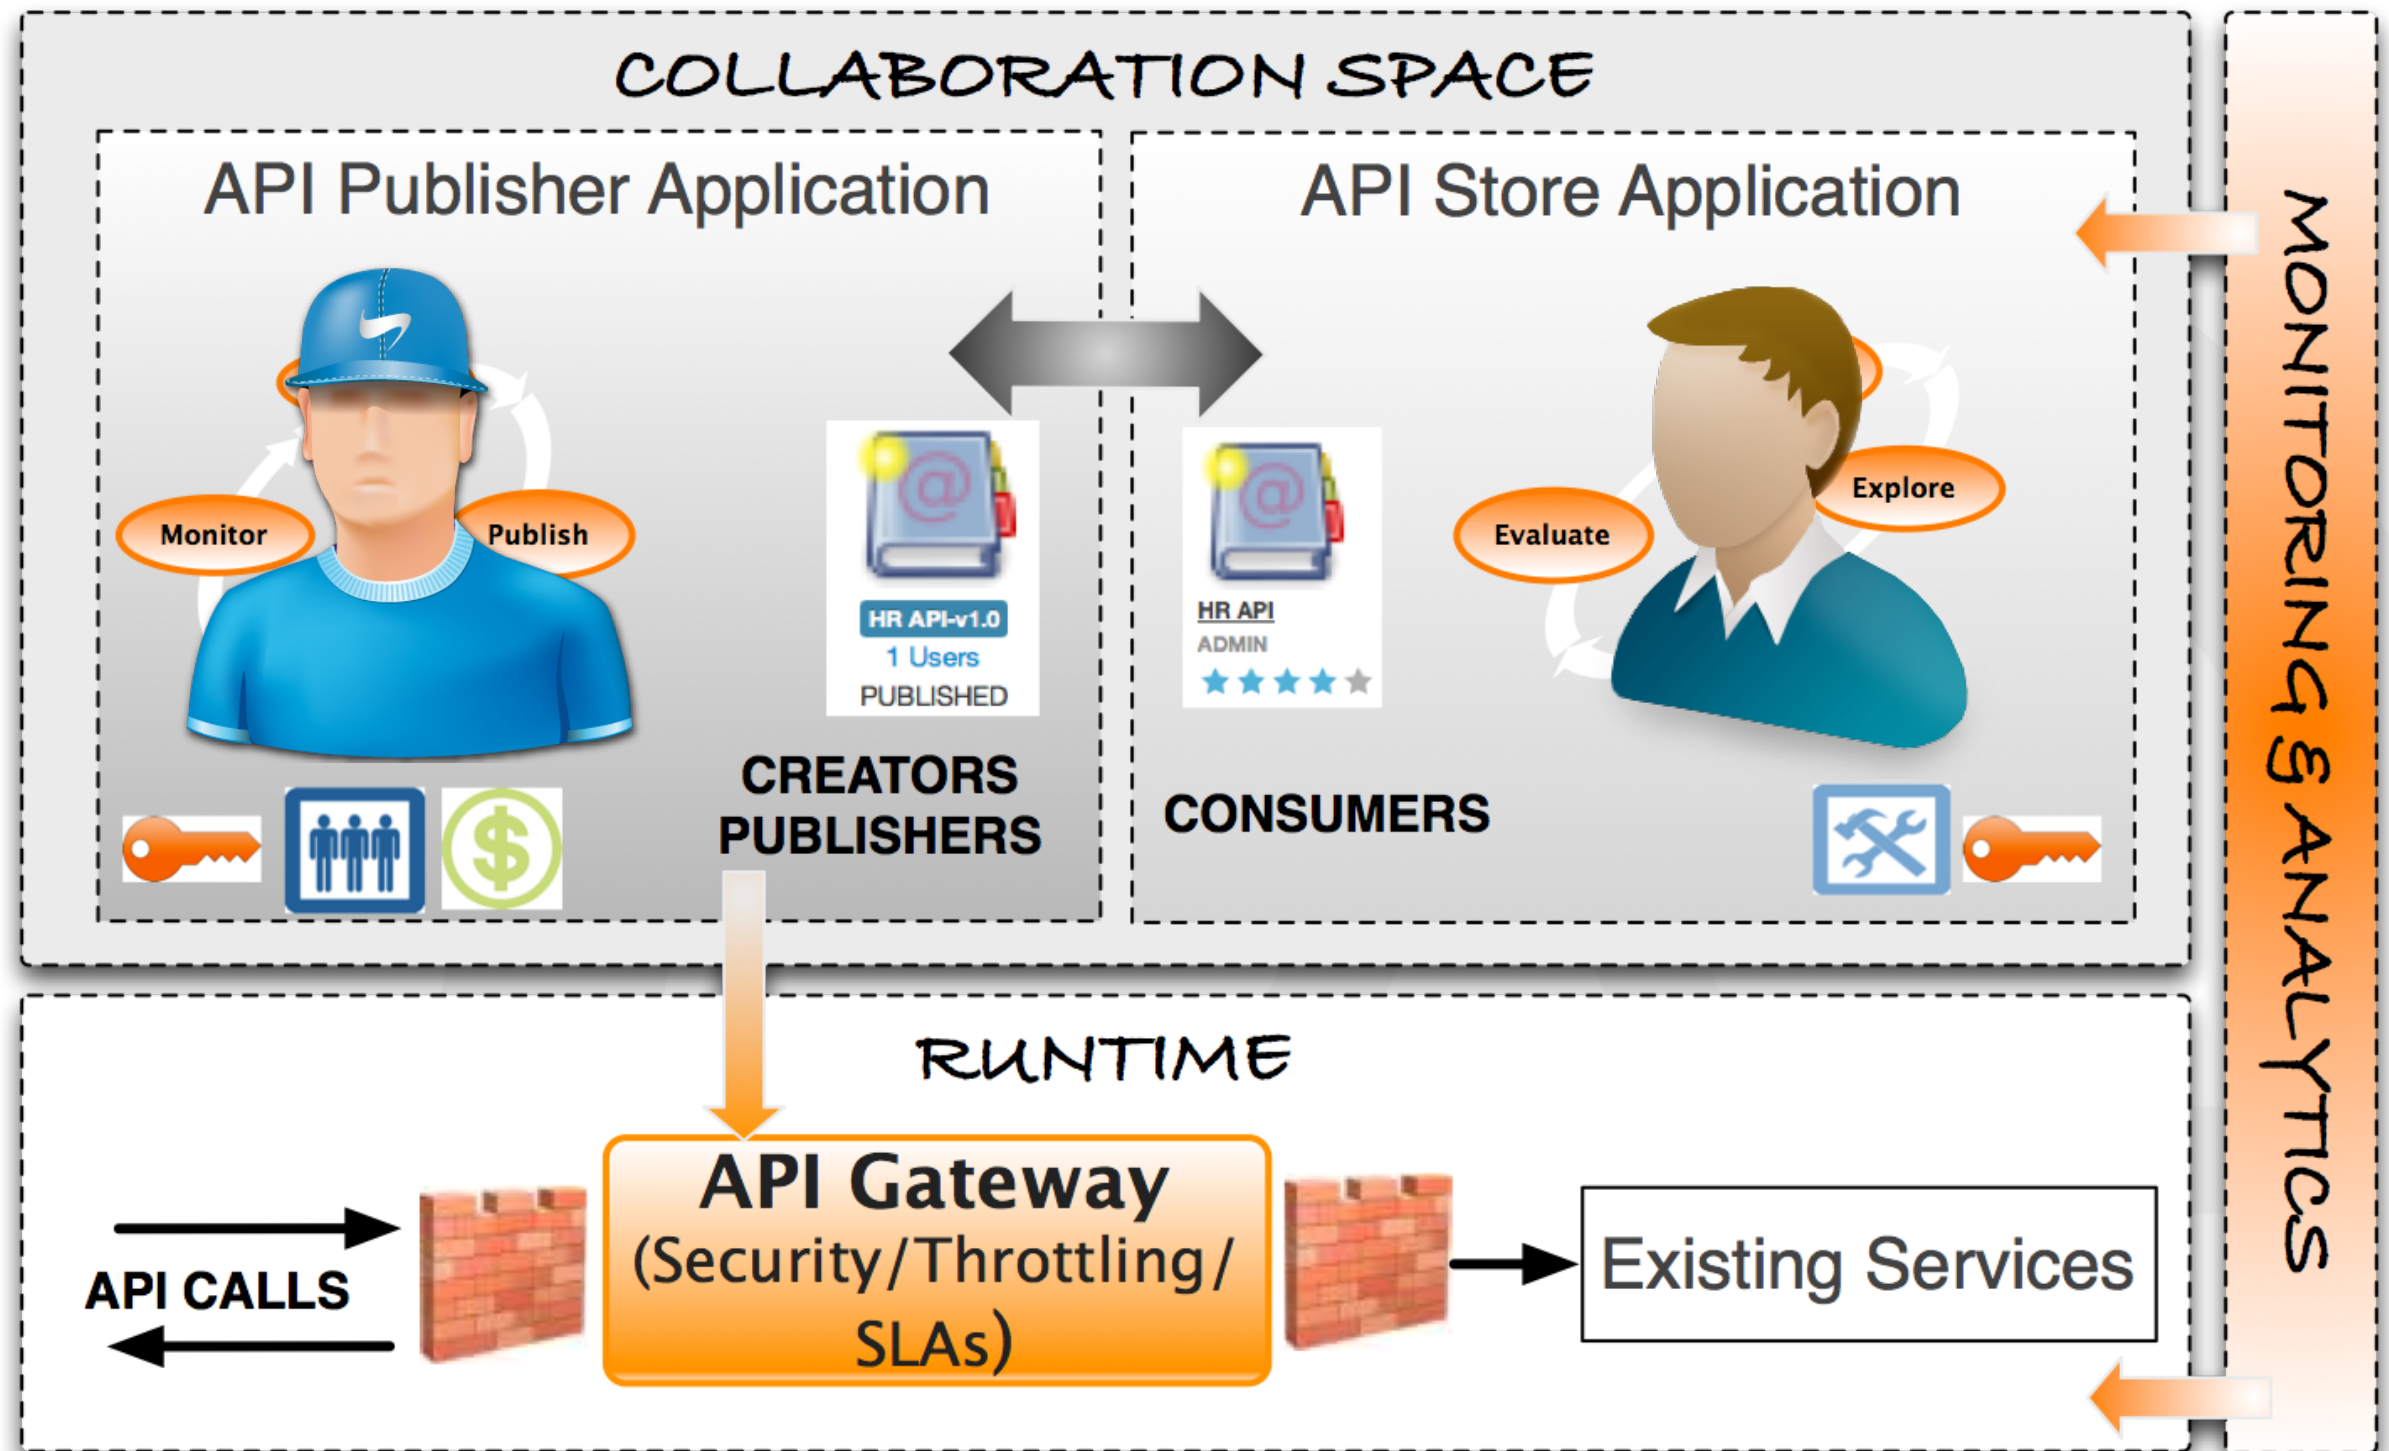 COLLABORATION SPACE
API Publisher Application
Monitor
Publish
HR API-v1.0
1 Users
PUBLISHED
CREATORS
PUBLISHERS
API Store Application
HR API
ADMIN
Evaluate
Explore
CONSUMERS
MONITORING & ANALYTICS
RUNTIME
API CALLS
API Gateway
(Security/Throttling/
SLAs)
Existing Services